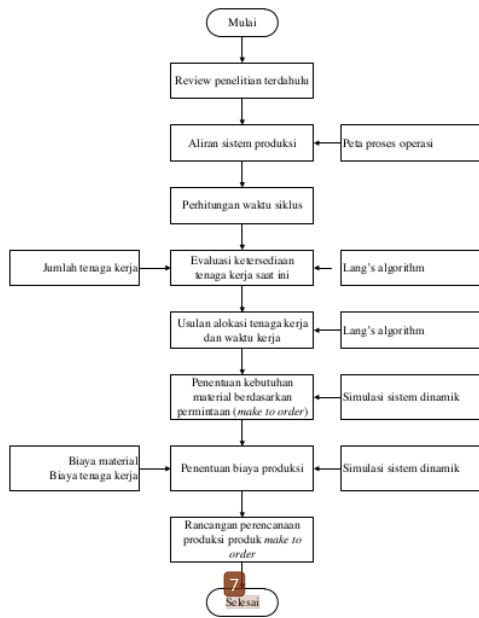 Mulai
Review penelitian terdahulu
Aliran sistem produksi
Peta proses operasi
Perhitungan waktu siklus
Jumlah tenaga kerja
Evaluasi ketersediaan
tenaga kerja saat ini
Lang's algorithm
Usulan alokasi tenaga kerja
dan waktu kerja
Lang's algorithm
Penentuan kebutuhan
material berdasarkan
permintaan (make to order)
Simulasi sistem dinamik
Biaya material
Biaya tenaga kerja
Penentuan biaya produksi
Simulasi sistem dinamik
Rancangan perencanaan
produksi produk make to
order
7
Selesai